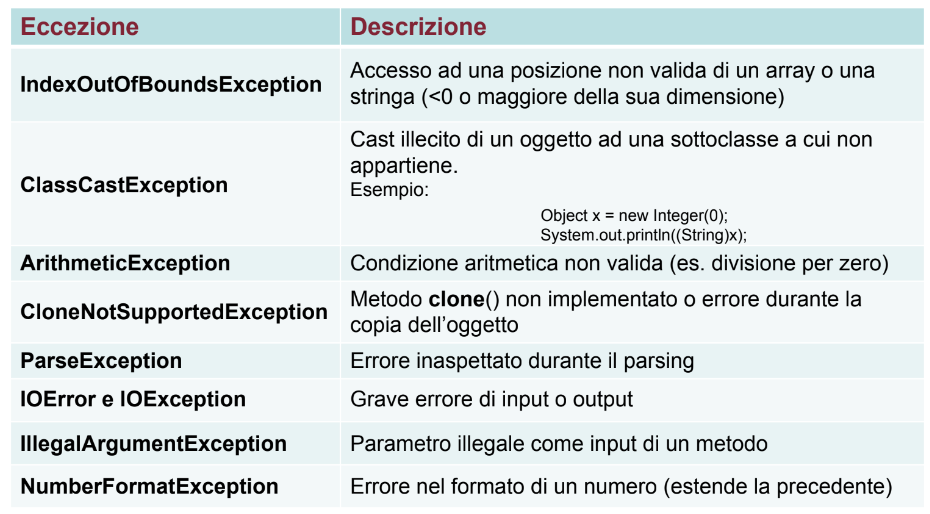 Eccezione
Descrizione
IndexOutOfBoundsException
Accesso ad una posizione non valida di un array o una
stringa (<0 o maggiore della sua dimensione)
ClassCastException
Cast illecito di un oggetto ad una sottoclasse a cui non
appartiene.
Esempio:
Object x = new Integer(0);
System.out.println((String)x);
ArithmeticException
Condizione aritmetica non valida (es. divisione per zero)
CloneNotSupportedException
Metodo clone() non implementato o errore durante la
copia dell'oggetto
ParseException
Errore inaspettato durante il parsing
IOError e IOException
Grave errore di input o output
IllegalArgumentException
Parametro illegale come input di un metodo
NumberFormatException
Errore nel formato di un numero (estende la precedente)